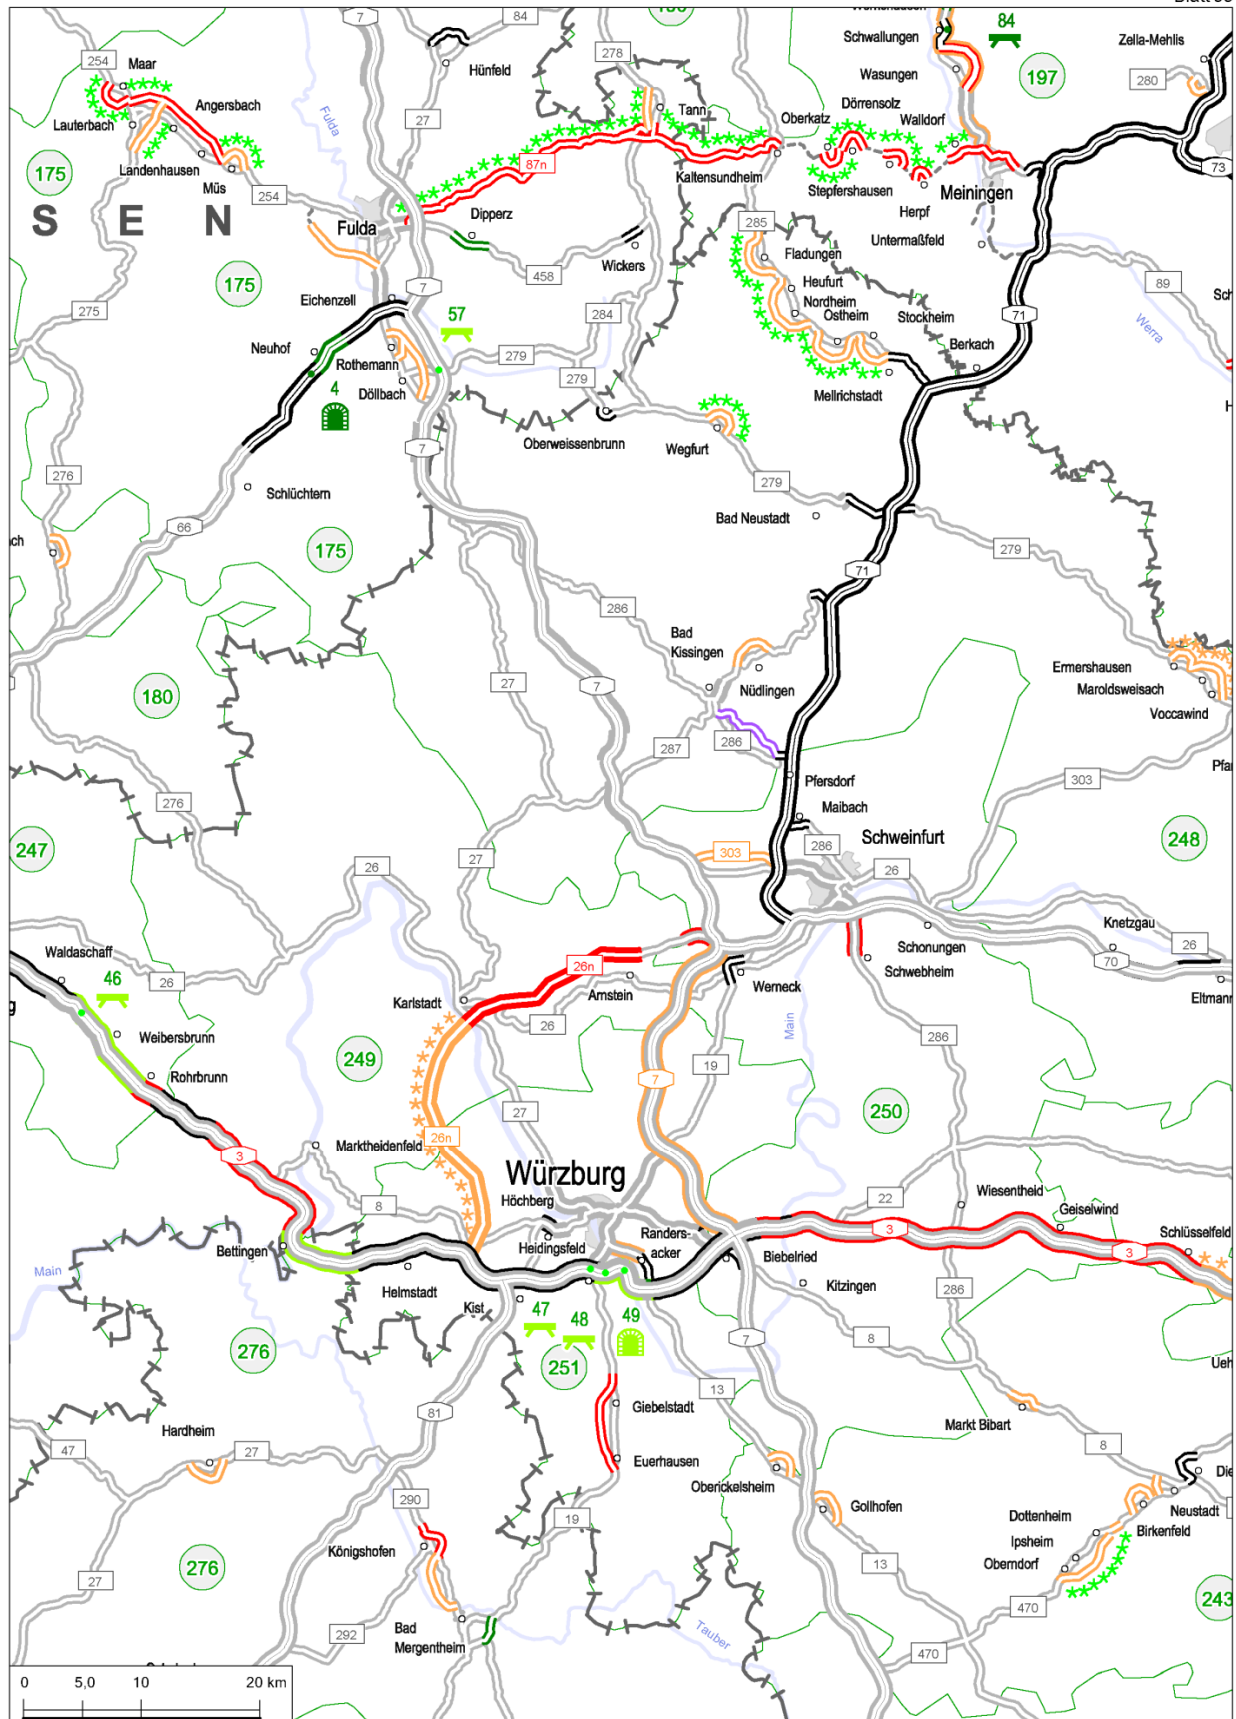 7
84
84
Schwallungen
Zella-Mehlis
254
Maar
Hünfeld
278
Wasungen
197
280
Angersbach
Fulda
27
Tann
Dörrensolz
Oberkatz
Walldorf
Lauterbach
175
Landenhausen
87n
Kaltensundheim
73
Müs
Stepfershausen
Meiningen
S E N
254
Fulda
Dipperz
285
Herpf
Untermaßfeld
Wickers
Fladungen
175
458
Heufurt
89
Eichenzell
7
57
284
Nordheim
275
Ostheim
Stockheim
71
Werra
Neuhof
Rothemann
279
Berkach
4
Döllbach
279
Mellrichstadt
7
Oberweissenbrunn
Wegfurt
276
279
Schlüchtern
Bad Neustadt
66
175
279
71
286
Bad
Kissingen
Ermershausen
27
7
Nüdlingen
Maroldsweisach
180
Voccawind
287
286
Pfersdorf
303
276
Maibach
247
286
Schweinfurt
248
26
27
303
26
Waldaschaff
Knetzgau
26
26n
Schonungen
70
46
26
Schwebheim
Karlstadt
Arnstein
Werneck
Eltmann
26
Main
286
Weibersbrunn
249
19
Rohrbrunn
7
250
27
3
Marktheidenfeld
26n
Würzburg
Höchberg
22
Wiesentheid
8
Geiselwind
Randers-
acker
3
Schlüsselfeld
Bettingen
Heidingsfeld
Biebelried
3
Main
Helmstadt
Kitzingen
286
Kist
47
48
49
7
8
276
251
13
81
Giebelstadt
Hardheim
Markt Bibart
47
27
8
Euerhausen
Oberickelsheim
290
Gollhofen
19
Dottenheim
Neustadt
Königshofen
Ipsheim
Birkenfeld
276
Oberndorf
13
27
243
470
Bad
Mergentheim
292
Tauber
470
0 5,0 10 20 km